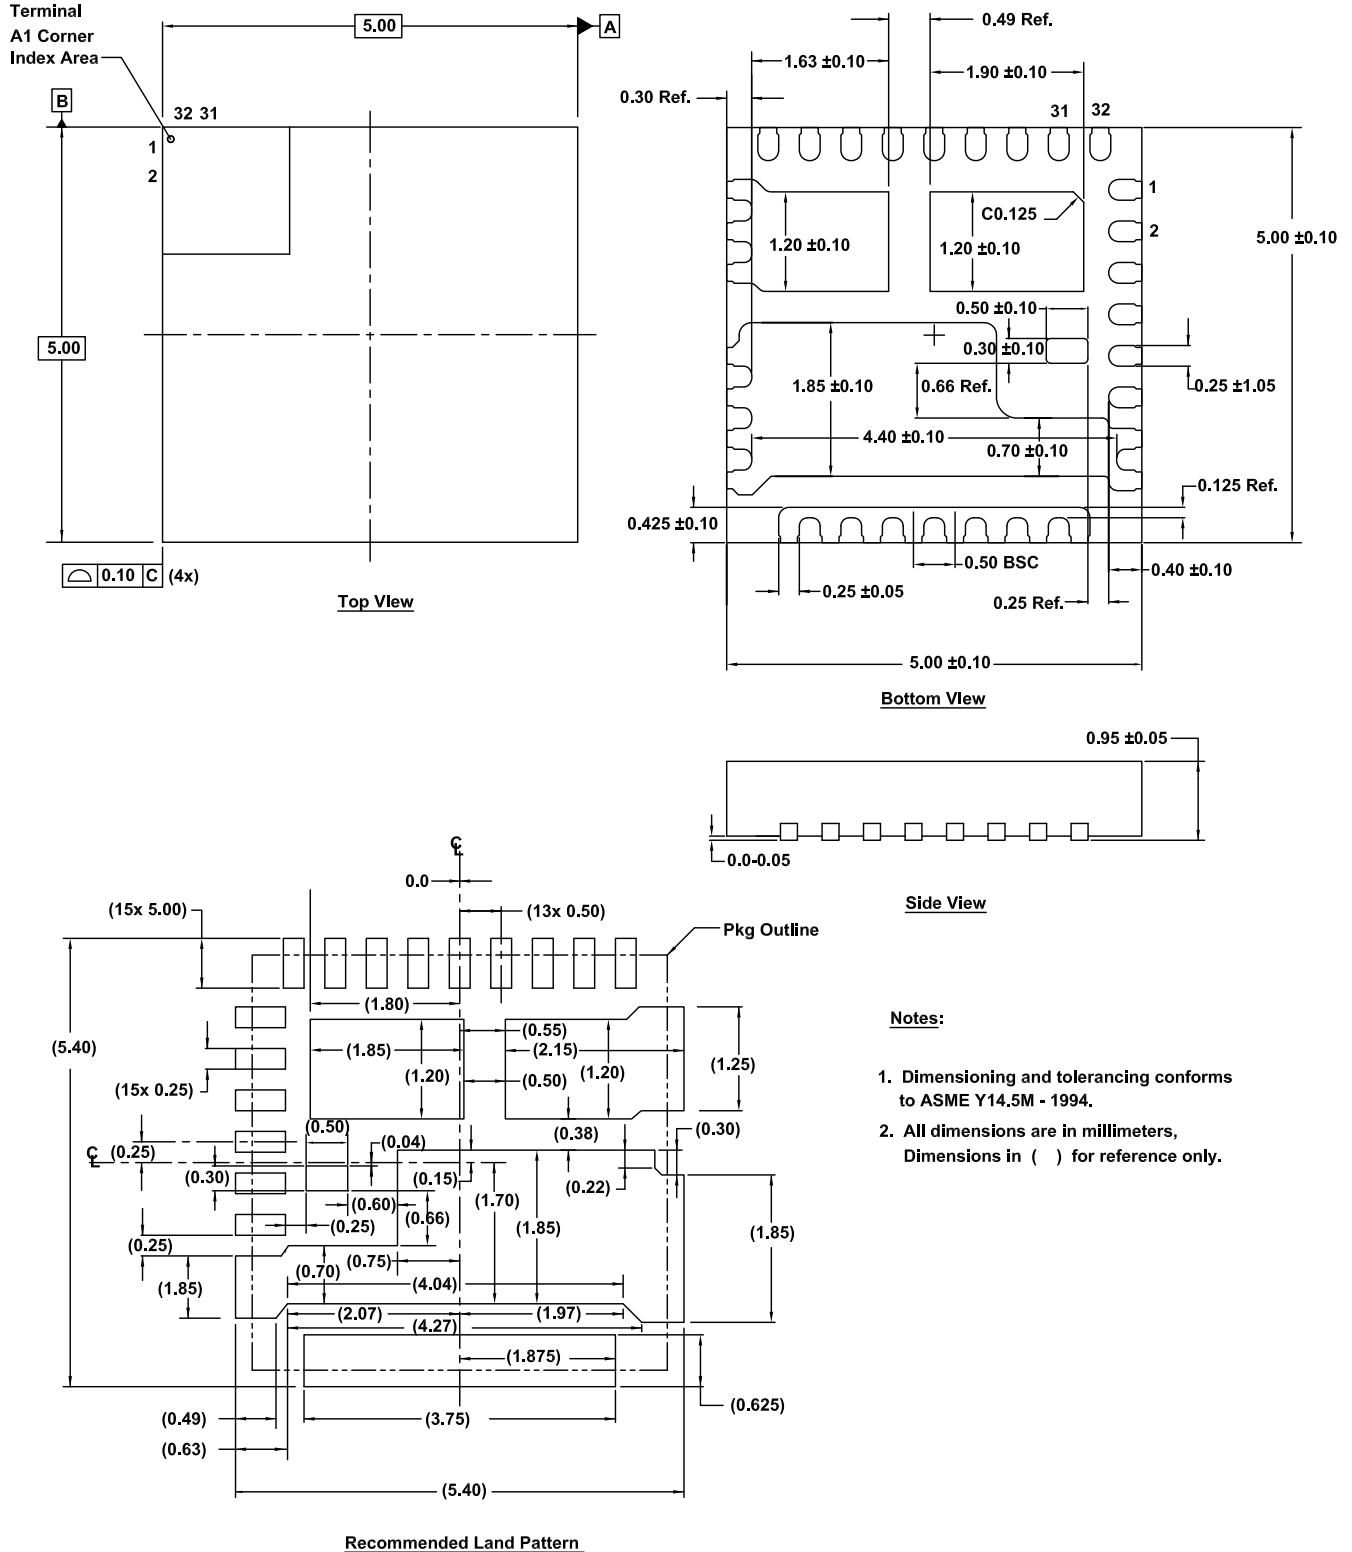 Terminal
A1 Corner
Index Area
5.00
A
B
32 31
1
2
5.00
0.10 C (4x)
Top View
0.49 Ref.
1.63 ±0.10
1.90 ±0.10
0.30 Ref.
31 32
1
2
C0.125
1.20 ±0.10
1.20 ±0.10
5.00 ±0.10
0.50 ±0.10
0.30 ±0.10
1.85 ±0.10
0.66 Ref.
0.25 ±1.05
4.40 ±0.10
0.70 ±0.10
0.125 Ref.
0.425 ±0.10
0.50 BSC
0.40 ±0.10
0.25 ±0.05
0.25 Ref.
5.00 ±0.10
Bottom View
0.95 ±0.05
0.0-0.05
Side View
CL
0.0
(15x 5.00)
(13x 0.50)
Pkg Outline
(1.80)
(5.40)
(0.55)
(1.85)
(2.15)
(1.20)
(1.20)
(1.25)
(15x 0.25)
(0.50)
(0.50)
(0.04)
(0.38)
(0.30)
CL
(0.25)
(0.30)
(0.15)
(0.22)
(0.60)
(1.70)
(0.66)
(0.25)
(1.85)
(1.85)
(0.25)
(0.75)
(0.70)
(1.85)
(4.04)
(2.07)
(1.97)
(4.27)
(1.875)
(0.625)
(0.49)
(3.75)
(0.63)
(5.40)
Recommended Land Pattern
Notes:
1. Dimensioning and tolerancing conforms
to ASME Y14.5M - 1994.
2. All dimensions are in millimeters,
Dimensions in ( ) for reference only.